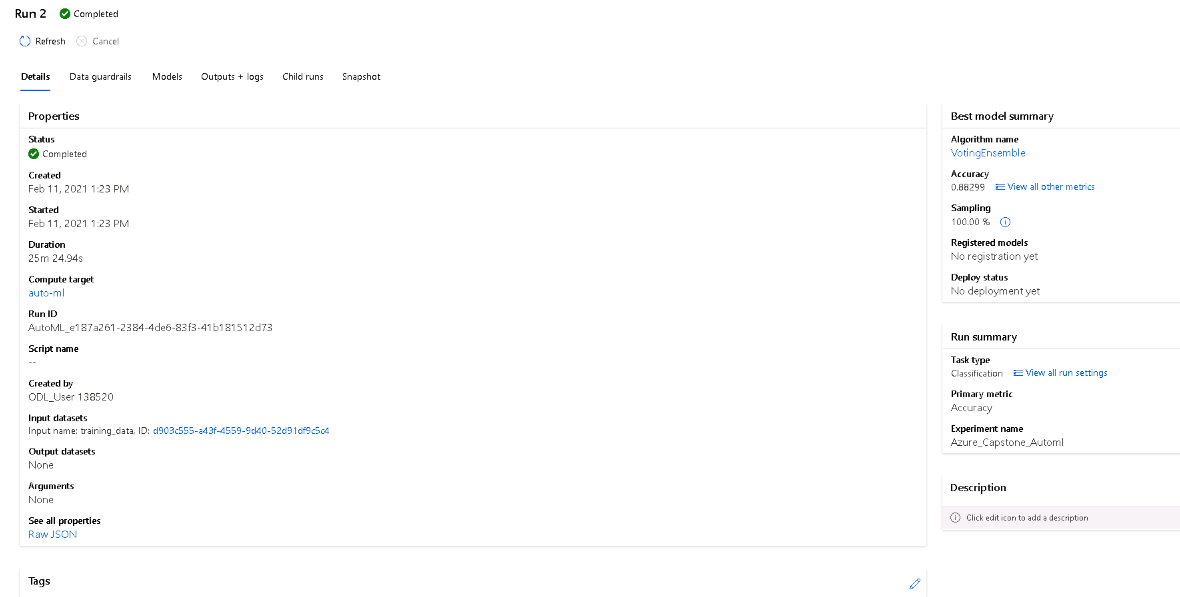 Run 2 Completed
Refresh Cancel
Details Data guardrails Models Outputs + logs Child runs Snapshot
Properties
Status
Completed
Created
Feb 11, 2021 1:23 PM
Started
Feb 11, 2021 1:23 PM
Duration
25m 24.94s
Compute target
auto-ml
Run ID
AutoML_e187a261-2384-4de6-83f3-41b181512d73
Script name
--
Created by
ODL_User 138520
Input datasets
Input name: training_data, ID: d903c555-a43f-4559-9d40-52d91df9c5c4
Output datasets
None
Arguments
None
See all properties
Raw JSON
Tags
Best model summary
Algorithm name
VotingEnsemble
Accuracy
0.88299 View all other metrics
Sampling
100.00 %
Registered models
No registration yet
Deploy status
No deployment yet
Run summary
Task type
Classification View all run settings
Primary metric
Accuracy
Experiment name
Azure_Capstone_Automl
Description
Click edit icon to add a description